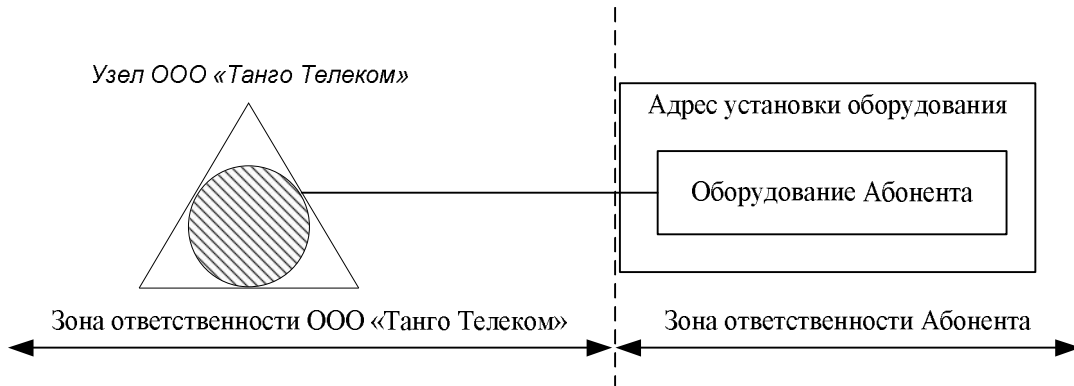 Узел ООО «Танго Телеком»
Адрес установки оборудования
Оборудование Абонента
Зона ответственности ООО «Танго Телеком»
Зона ответственности Абонента